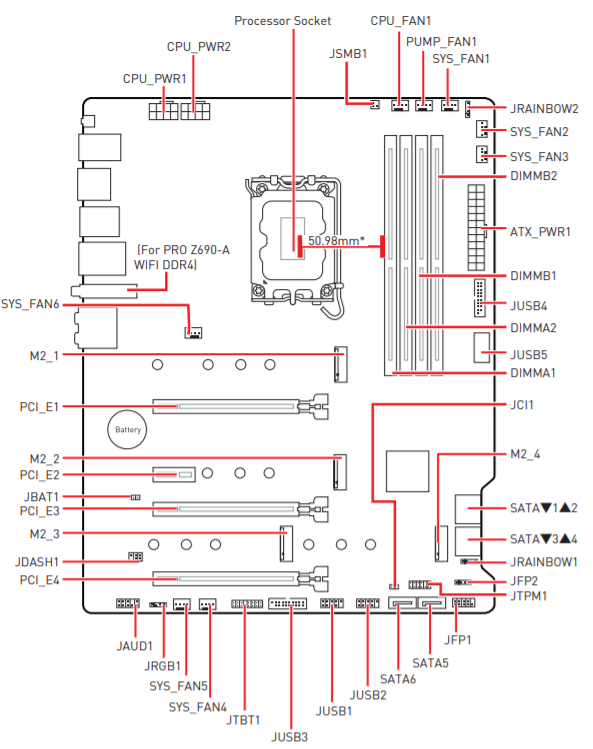 Processor Socket
CPU_FAN1
CPU_PWR2
PUMP_FAN1
JSMB1
SYS_FAN1
CPU_PWR1
JRAINBOW2
SYS_FAN2
SYS_FAN3
DIMMB2
ATX_PWR1
50.98mm*
(For PRO Z690-A
WIFI DDR4)
DIMMB1
SYS_FAN6
JUSB4
DIMMA2
M2_1
JUSB5
DIMMA1
PCI_E1
JCI1
Battery
M2_2
M2_4
PCI_E2
JBAT1
PCI_E3
SATA▼1▲2
M2_3
SATA▼3▲4
JDASH1
JRAINBOW1
PCI_E4
JFP2
JTPM1
JAUD1
JFP1
JRGB1
SATA5
SYS_FAN5
SATA6
JUSB2
SYS_FAN4
JUSB1
JTBT1
JUSB3